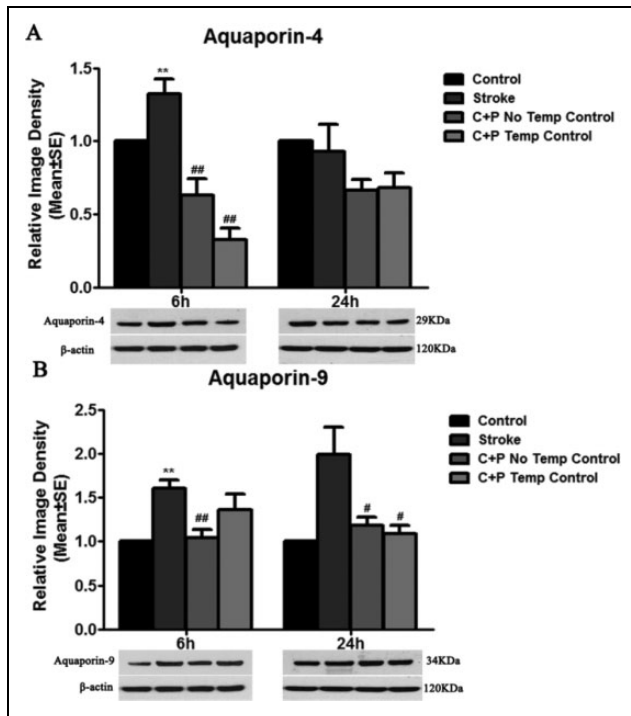 A
Aquaporin-4
Relative Image Density
(Mean±SE)
1.5
1.0
0.5
0.0
**
##
##
6h
24h
Control
Stroke
C+P No Temp Control
C+P Temp Control
Aquaporin-4
29KDa
β-actin
120KDa
B
Aquaporin-9
Relative Image Density
(Mean±SE)
2.5
2.0
1.5
1.0
0.5
0.0
**
##
#
#
6h
24h
Control
Stroke
C+P No Temp Control
C+P Temp Control
Aquaporin-9
34KDa
β-actin
120KDa